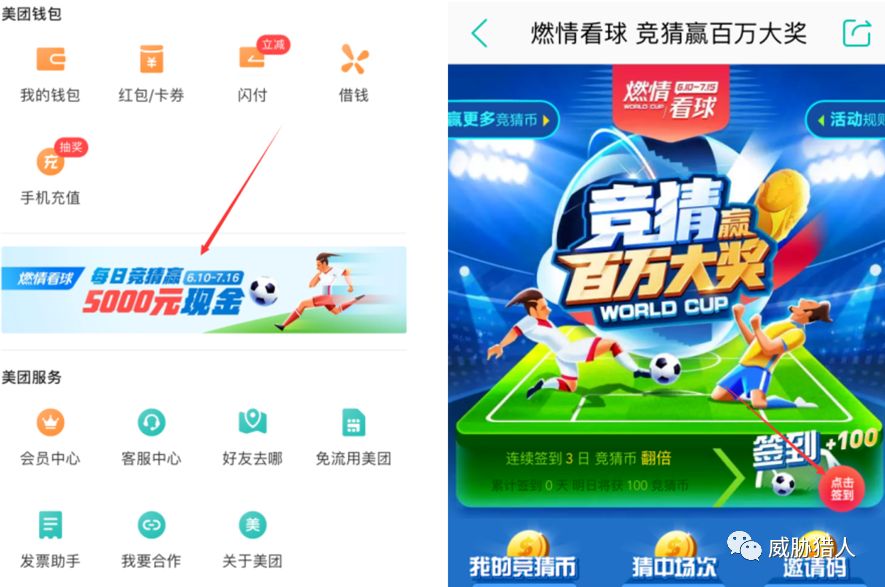 美团钱包
立减
我的钱包
红包/卡券
闪付
借钱
抽奖
充
手机充值
燃情看球
每日竞猜赢 6.10-7.16
5000元现金
美团服务
会员中心
客服中心
好友去哪
免流用美团
美
发票助手
我要合作
关于美团
燃情看球 竞猜赢百万大奖
燃情
WORLD CUP
6.10-7.15
看球
赢更多竞猜币
活动规则
竞猜赢
百万大奖
WORLD CUP
签到+100
连续签到 3 日 竞猜币 翻倍
累计签到 0 天 明日将获 100 竞猜币
点击
签到
我的竞猜币
猜中场次
邀请码
威胁猎人